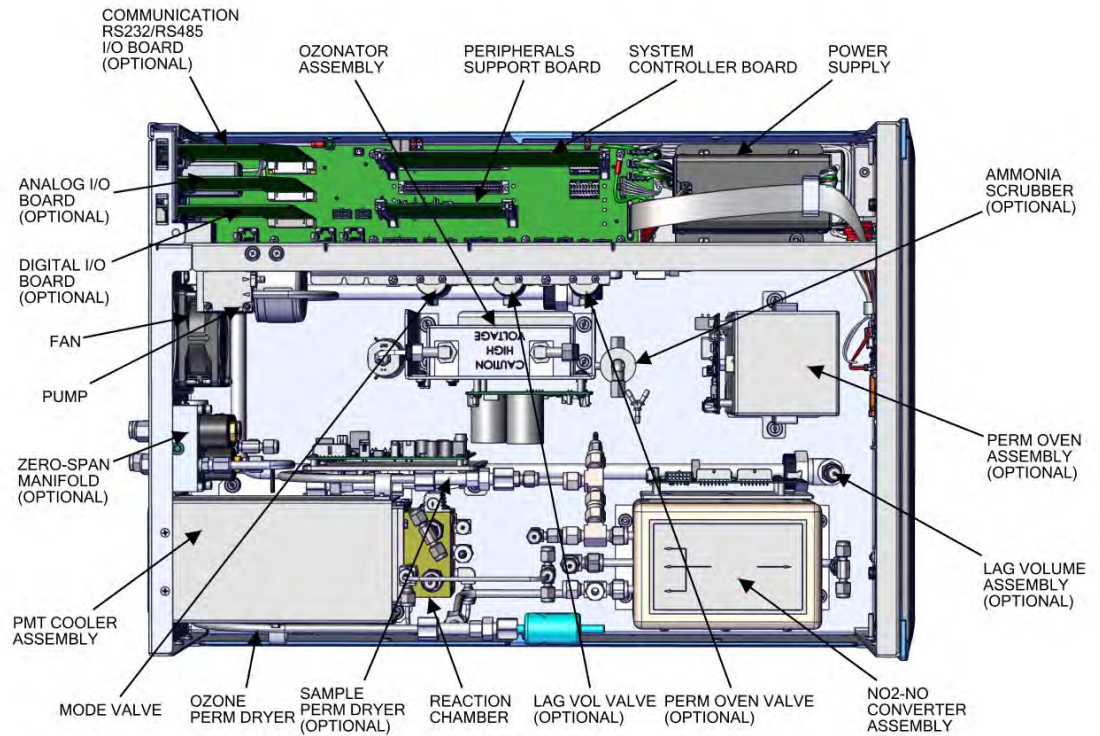 COMMUNICATION
RS232/RS485
I/O BOARD
(OPTIONAL)
OZONATOR
ASSEMBLY
PERIPHERALS
SUPPORT BOARD
SYSTEM
CONTROLLER BOARD
POWER
SUPPLY
ANALOG I/O
BOARD
(OPTIONAL)
AMMONIA
SCRUBBER
(OPTIONAL)
DIGITAL I/O
BOARD
(OPTIONAL)
FAN
CAUTION
HIGH
VOLTAGE
PUMP
ZERO-SPAN
MANIFOLD
(OPTIONAL)
PERM OVEN
ASSEMBLY
(OPTIONAL)
LAG VOLUME
ASSEMBLY
(OPTIONAL)
PMT COOLER
ASSEMBLY
MODE VALVE
OZONE
PERM DRYER
SAMPLE
PERM DRYER
(OPTIONAL)
REACTION
CHAMBER
LAG VOL VALVE
(OPTIONAL)
PERM OVEN VALVE
(OPTIONAL)
NO2-NO
CONVERTER
ASSEMBLY